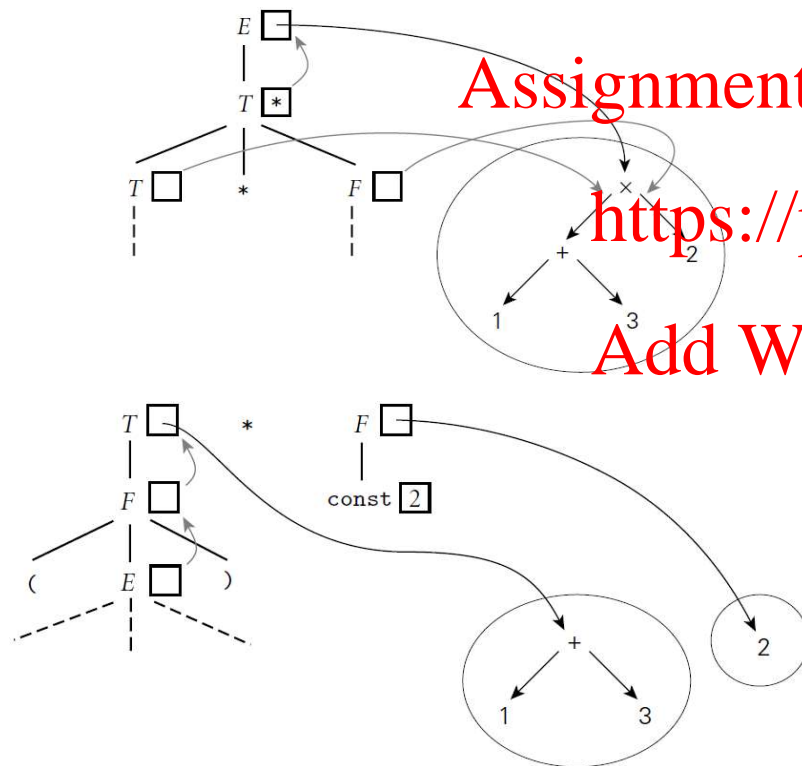 E
Assignment
T *
T * F
×
https://p
+ 2
1 3
Add W
T * F
F const 2
( E )
+ 2
1 3